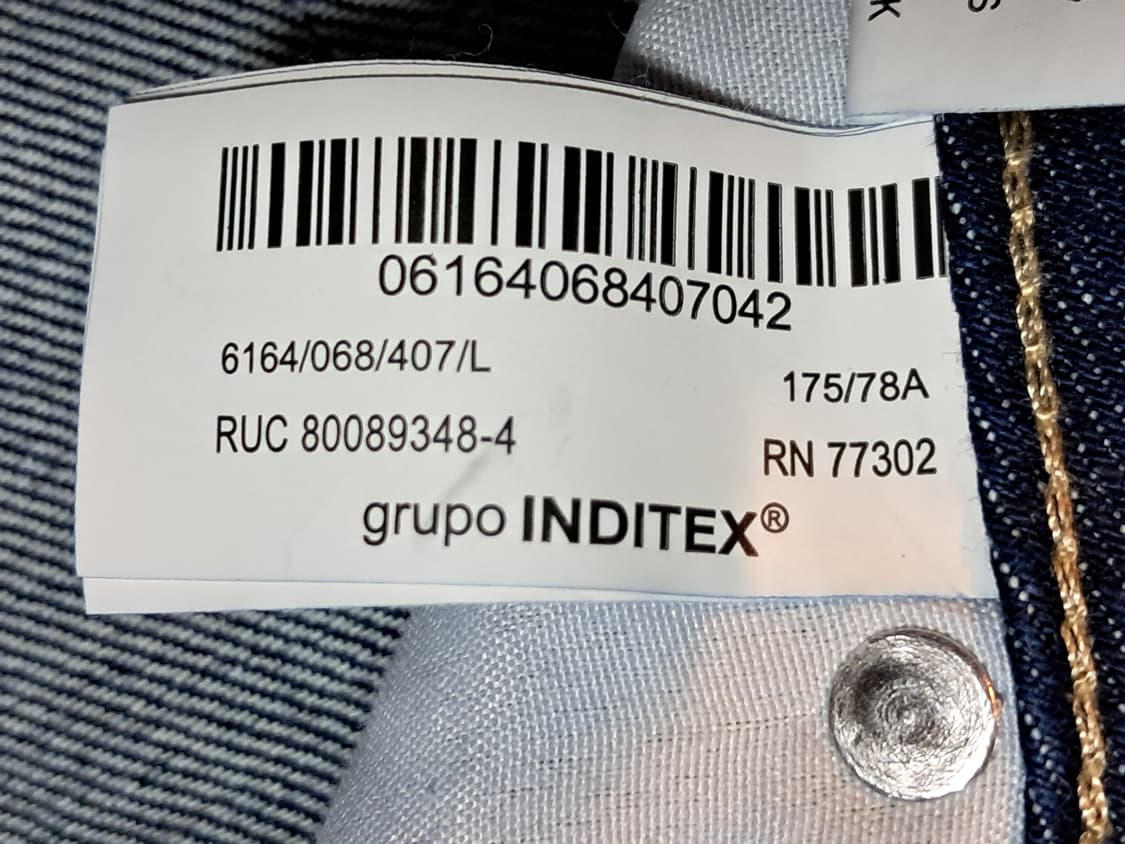 06164068407042
6164/068/407/L
175/78A
RUC 80089348-4
RN 77302
grupo INDITEX®